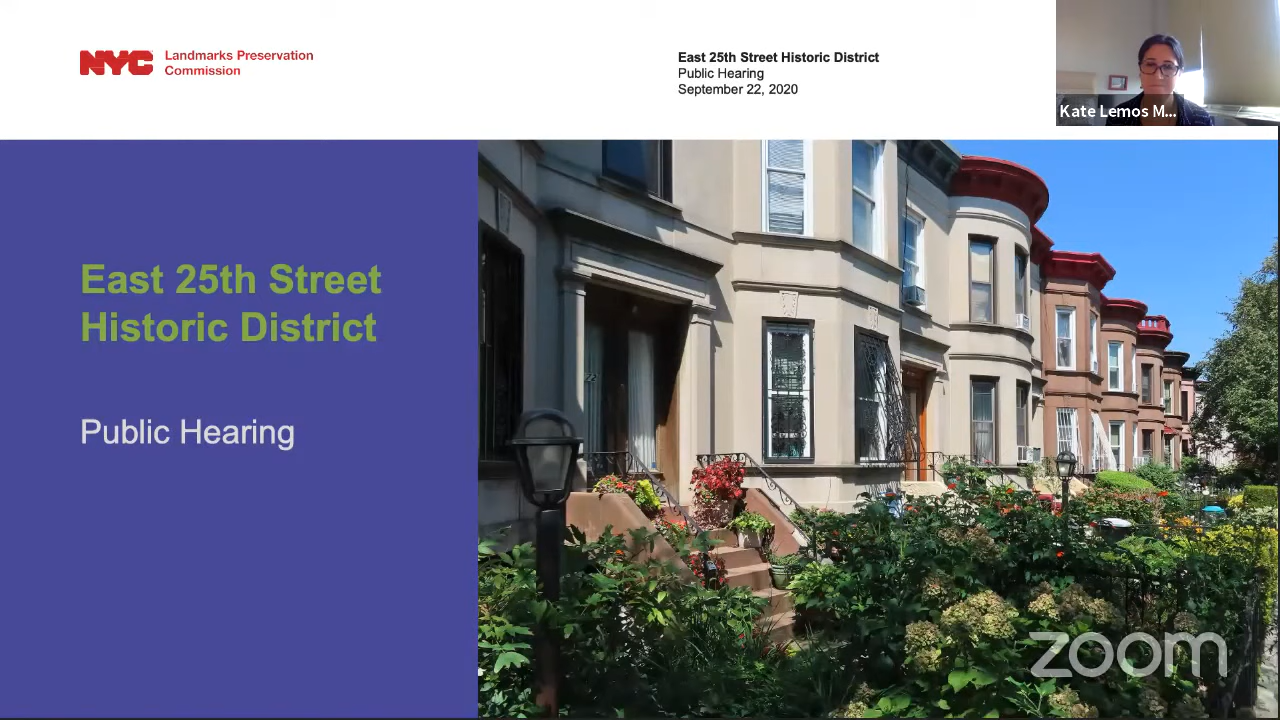 NYC
Landmarks Preservation
Commission
East 25th Street Historic District
Public Hearing
September 22, 2020
Kate Lemos M...
East 25th Street
Historic District
Public Hearing
zoom